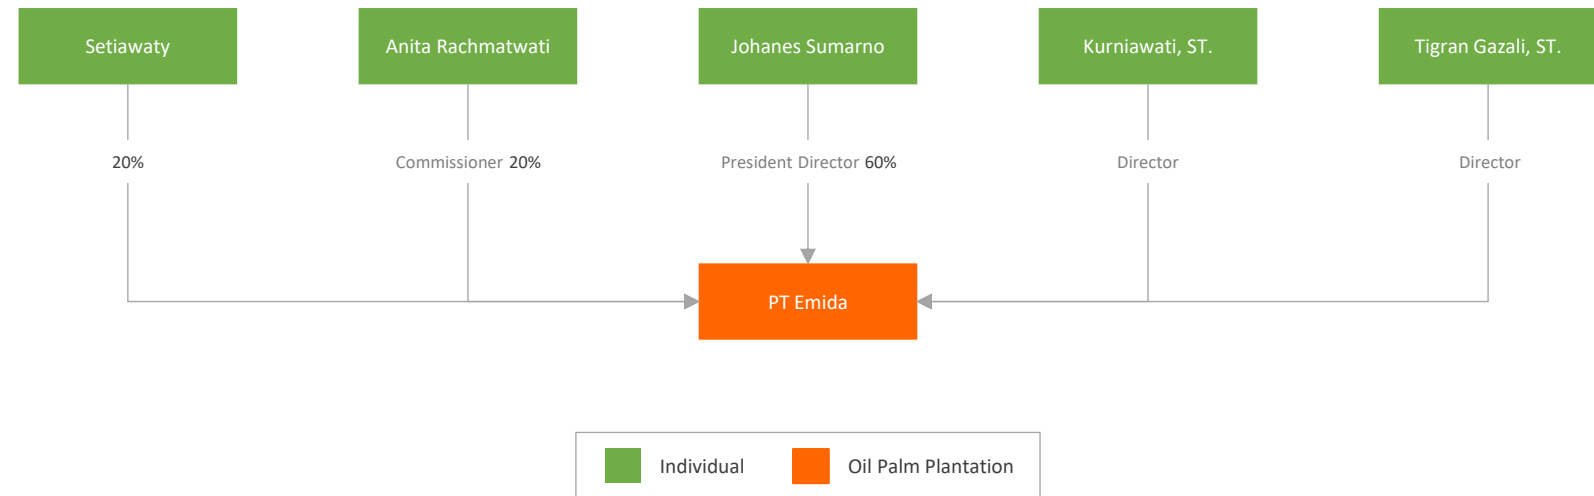 Setiawaty
Anita Rachmatwati
Johanes Sumarno
Kurniawati, ST.
Tigran Gazali, ST.
20%
Commissioner 20%
President Director 60%
Director
Director
PT Emida
Individual
Oil Palm Plantation